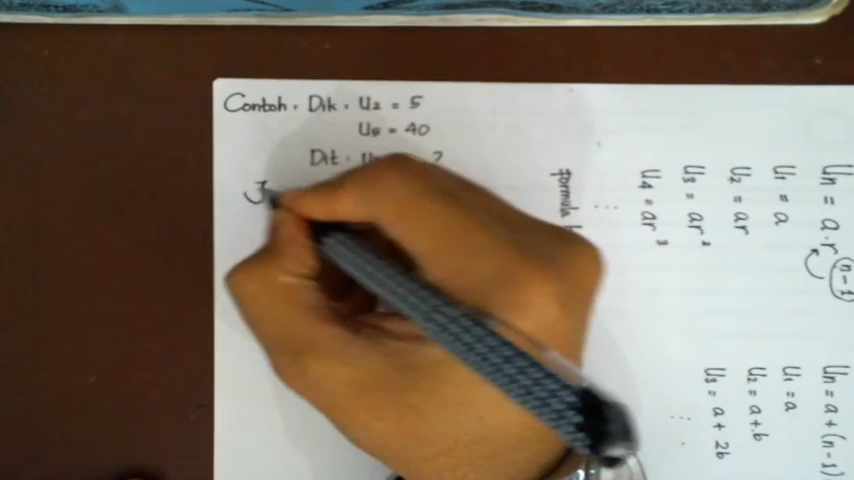 Contoh. Dik. U2 = 5
U5 = 40
Dit: ?
J
Un = a.r(n-1)
U1 = a
U2 = ar
U3 = ar²
U4 = ar³
⋮
formula
Un = a+(n-1)
U1 = a
U2 = a+b
U3 = a+2b
⋮